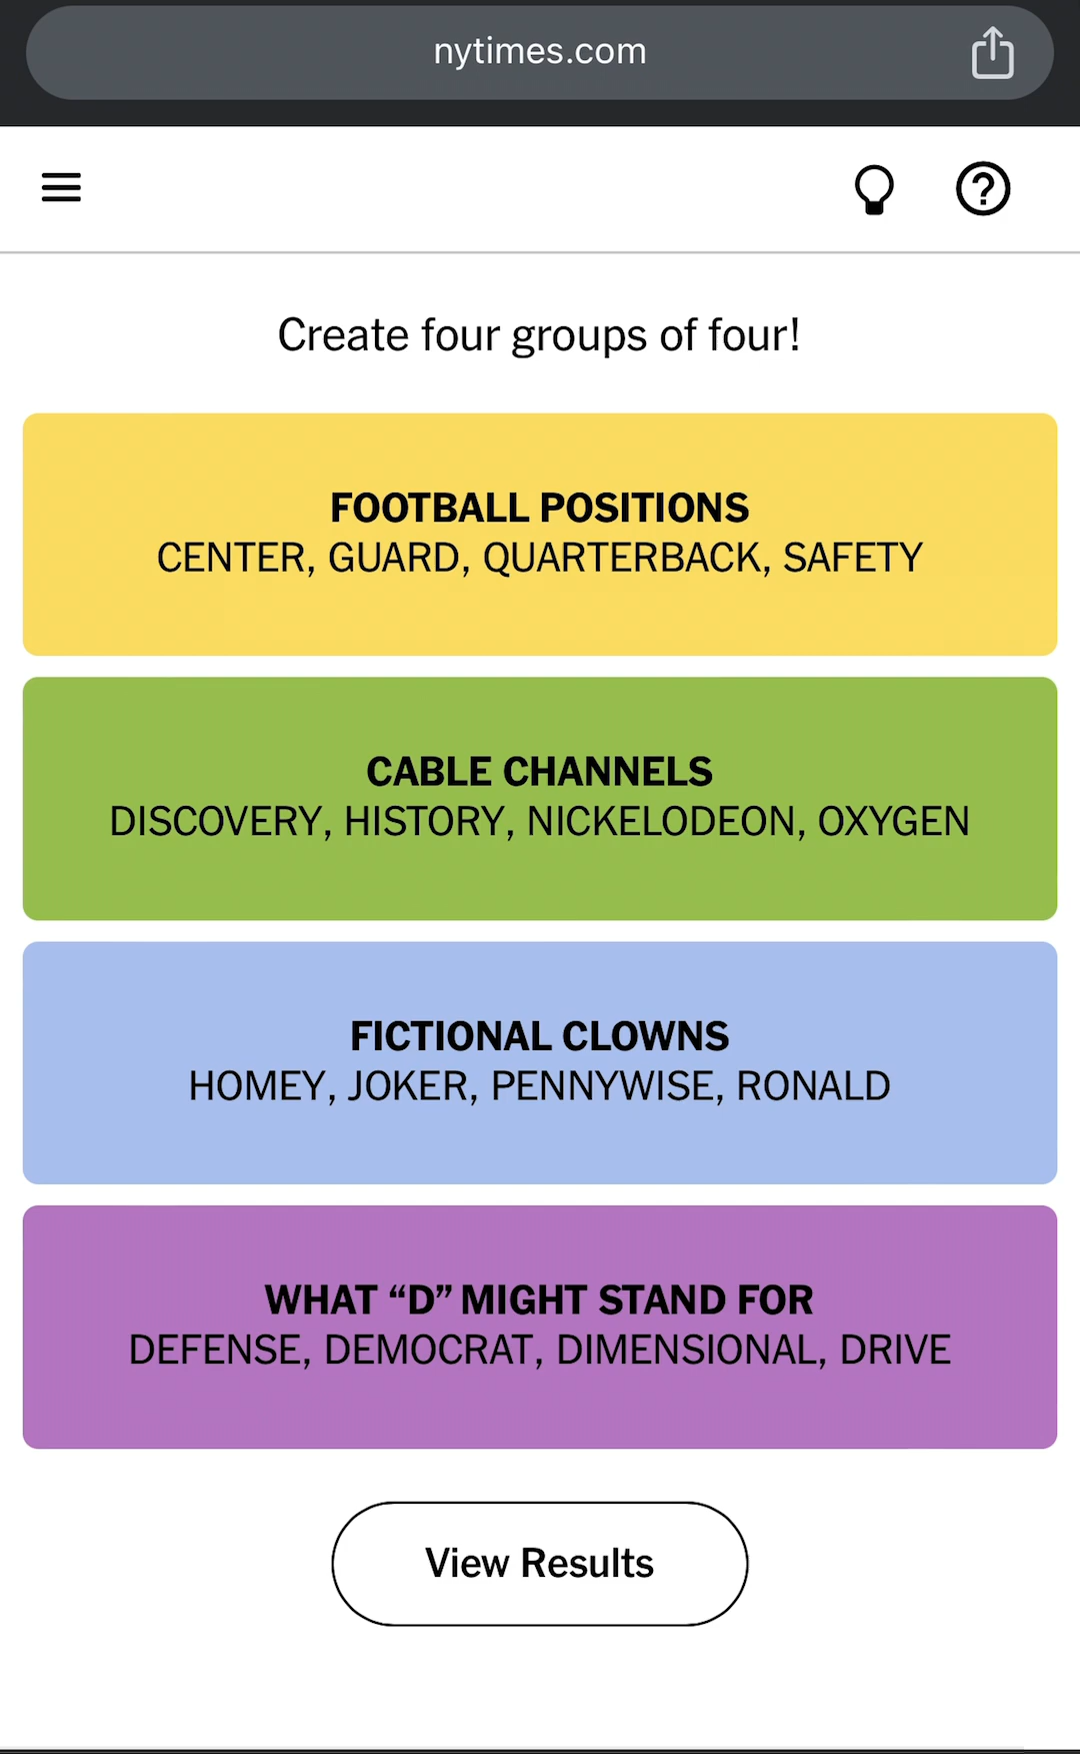 nytimes.com
Create four groups of four!
FOOTBALL POSITIONS
CENTER, GUARD, QUARTERBACK, SAFETY
CABLE CHANNELS
DISCOVERY, HISTORY, NICKELODEON, OXYGEN
FICTIONAL CLOWNS
HOMEY, JOKER, PENNYWISE, RONALD
WHAT “D” MIGHT STAND FOR
DEFENSE, DEMOCRAT, DIMENSIONAL, DRIVE
View Results